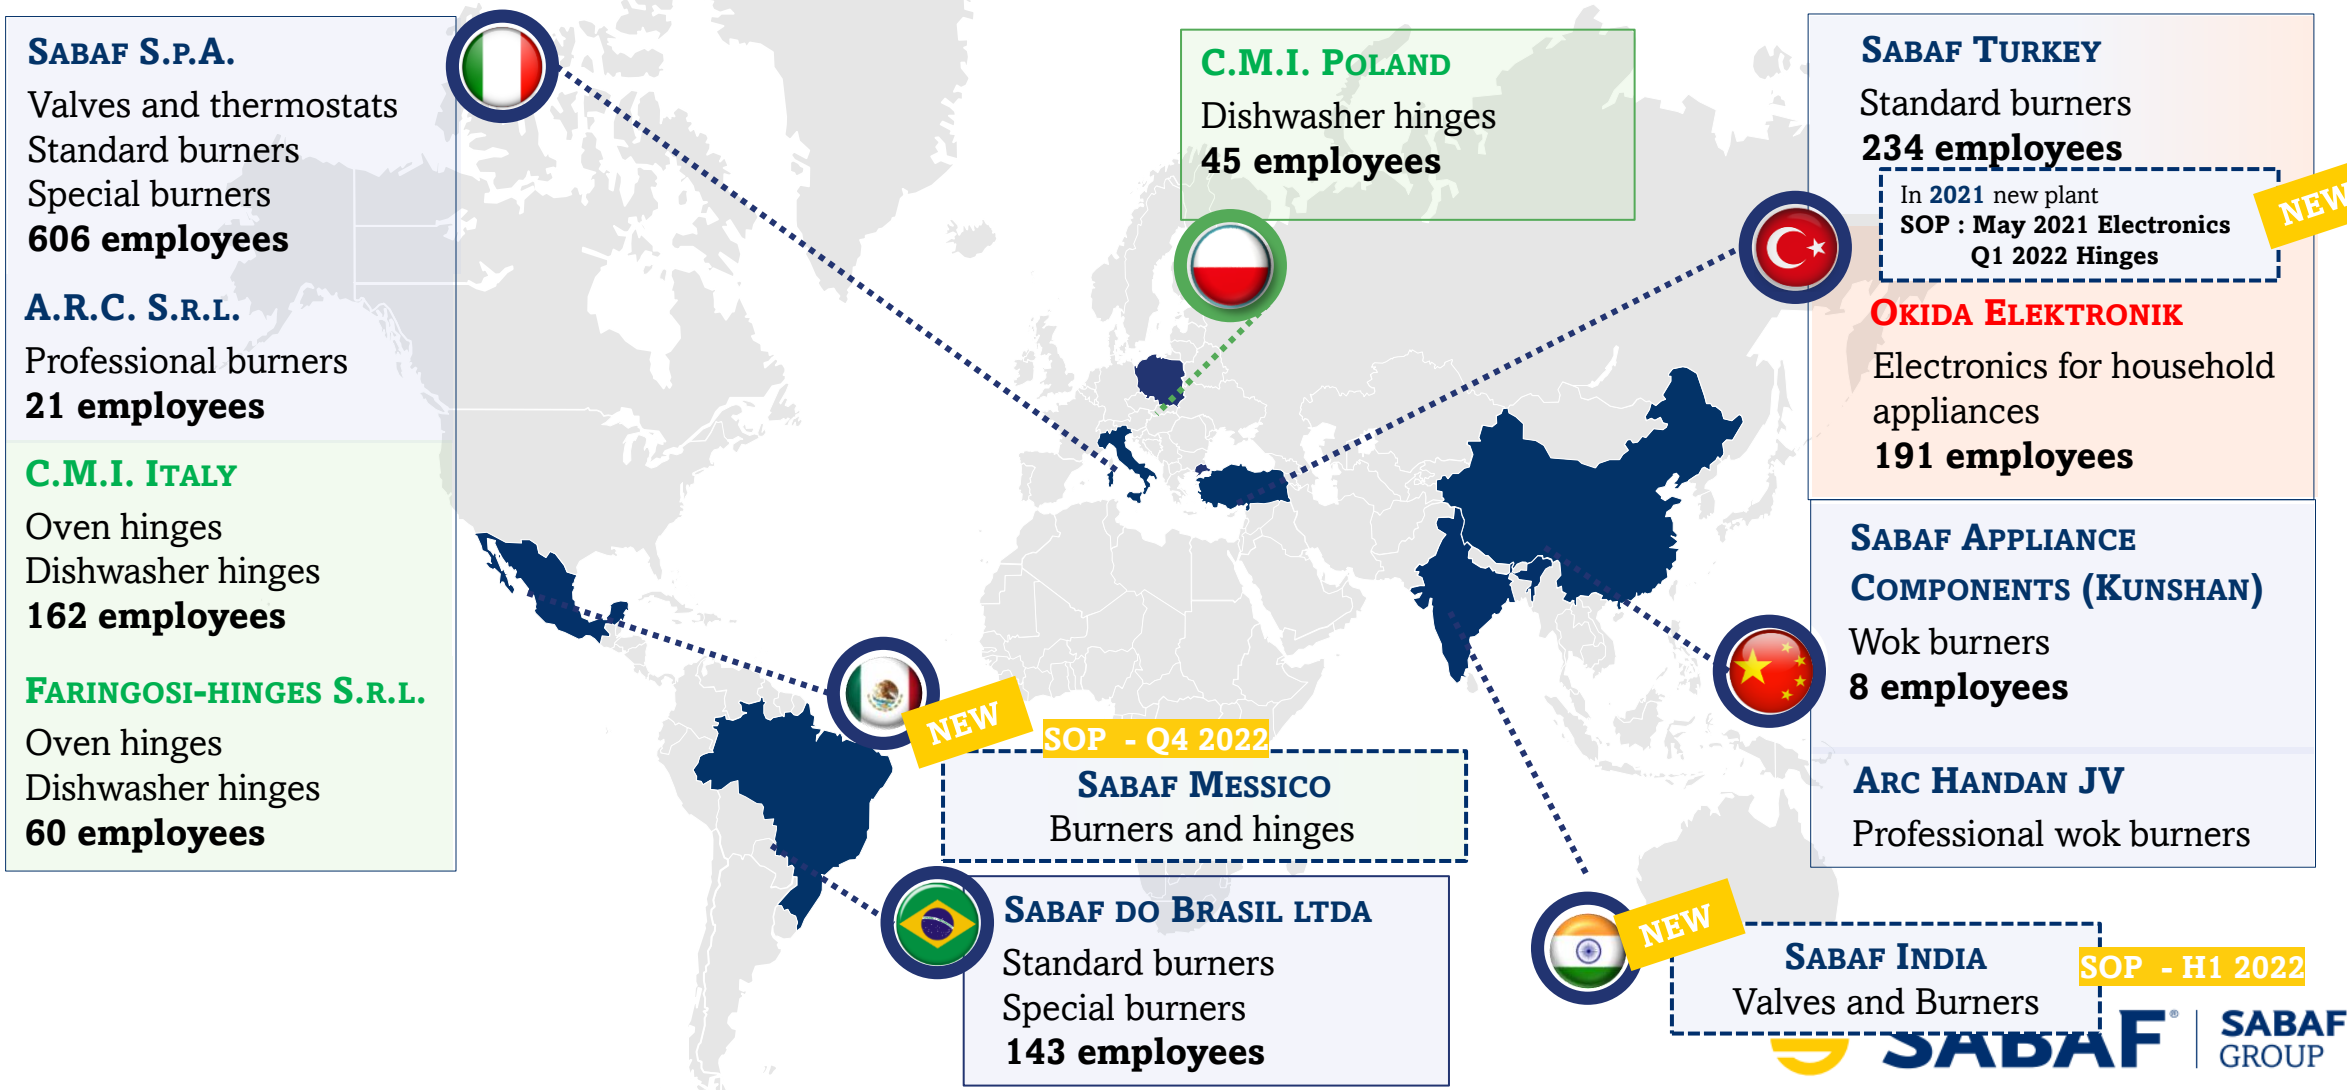 SABAF S.P.A.
Valves and thermostats
Standard burners
Special burners
606 employees
A.R.C. S.R.L.
Professional burners
21 employees
C.M.I. ITALY
Oven hinges
Dishwasher hinges
162 employees
FARINGOSI-HINGES S.R.L.
Oven hinges
Dishwasher hinges
60 employees
C.M.I. POLAND
Dishwasher hinges
45 employees
SABAF TURKEY
Standard burners
234 employees
In 2021 new plant
SOP : May 2021 Electronics
Q1 2022 Hinges
NEW
OKIDA ELEKTRONIK
Electronics for household
appliances
191 employees
SABAF APPLIANCE
COMPONENTS (KUNSHAN)
Wok burners
8 employees
ARC HANDAN JV
Professional wok burners
NEW
SOP - Q4 2022
SABAF MESSICO
Burners and hinges
SABAF DO BRASIL LTDA
Standard burners
Special burners
143 employees
NEW
SABAF INDIA
Valves and Burners
SOP - H1 2022
SABAF®
SABAF
GROUP